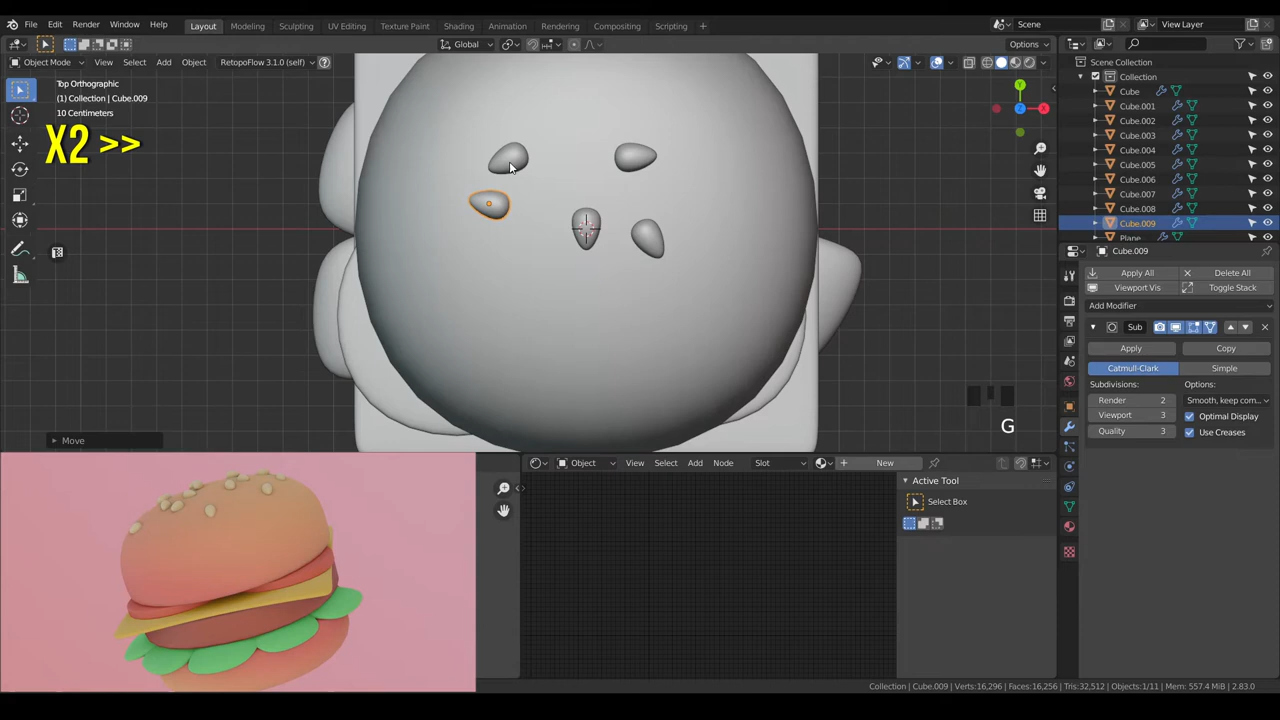 File Edit Render Window Help Layout Modeling Sculpting UV Editing Texture Paint Shading Animation Rendering Compositing Scripting + Scene View Layer
Global Options
Object Mode View Select Add Object RetopoFlow 3.1.0 (self)
Top Orthographic
(1) Collection | Cube.009
10 Centimeters
X2 >>
Scene Collection
Collection
Cube
Cube.001
Cube.002
Cube.003
Cube.004
Cube.005
Cube.006
Cube.007
Cube.008
Cube.009
Plane
Cube.009
Apply All Delete All
Viewport Vis Toggle Stack
Add Modifier
Sub
Apply Copy
Catmull-Clark Simple
Subdivisions: Options:
Render 2 Smooth, keep corn...
Viewport 3 Optimal Display
Quality 3 Use Creases
G
Move
Object View Select Add Node Slot New
Active Tool
Select Box
Collection | Cube.009 | Verts:16,296 | Faces:16,256 | Tris:32,512 | Objects:1/11 | Mem: 557.4 MiB | 2.83.0